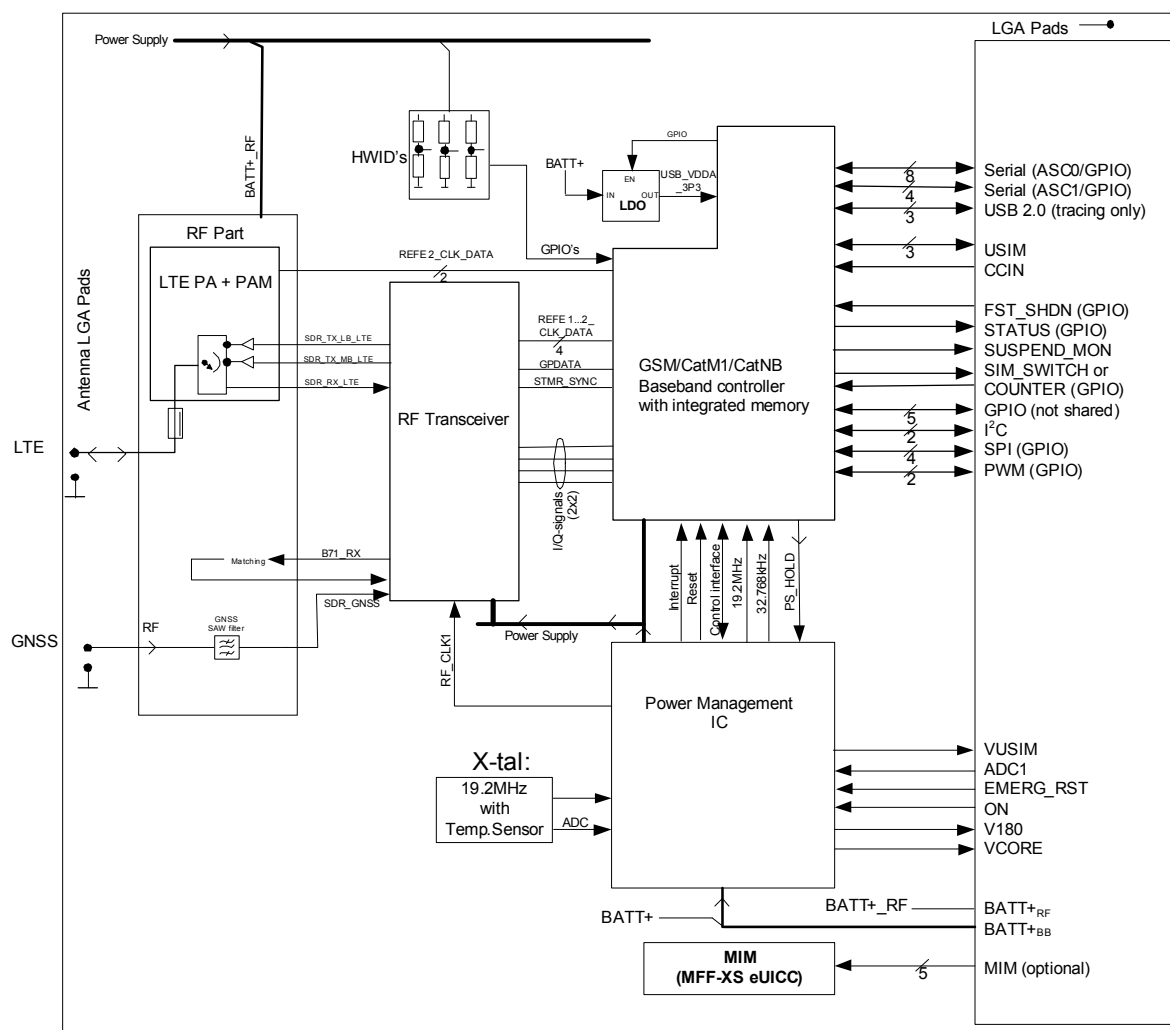 LGA Pads
Power Supply
BATT+_RF
HWID's
GPIO
BATT+
EN
IN
OUT
LDO
USB_VDDA
_3P3
GPIO's
Serial (ASC0/GPIO)
8
Serial (ASC1/GPIO)
4
USB 2.0 (tracing only)
3
USIM
3
CCIN
FST_SHDN (GPIO)
STATUS (GPIO)
SUSPEND_MON
SIM_SWITCH or
COUNTER (GPIO)
GPIO (not shared)
5
I2C
2
SPI (GPIO)
4
PWM (GPIO)
2
Antenna LGA Pads
RF Part
LTE PA + PAM
REFE 2_CLK_DATA
2
SDR_TX_LB_LTE
SDR_TX_MB_LTE
SDR_RX_LTE
RF Transceiver
REFE 1...2_
CLK_DATA
4
GPDATA
STMR_SYNC
I/Q-signals
(2x2)
GSM/CatM1/CatNB
Baseband controller
with integrated memory
LTE
B71_RX
Matching
SDR_GNSS
GNSS
RF
GNSS
SAW filter
RF_CLK1
Power Supply
Interrupt
Reset
Control interface
19.2MHz
32.768kHz
PS_HOLD
Power Management
IC
X-tal:
19.2MHz
with
Temp.Sensor
ADC
VUSIM
ADC1
EMERG_RST
ON
V180
VCORE
BATT+
BATT+_RF
BATT+RF
BATT+BB
MIM
(MFF-XS eUICC)
5
MIM (optional)